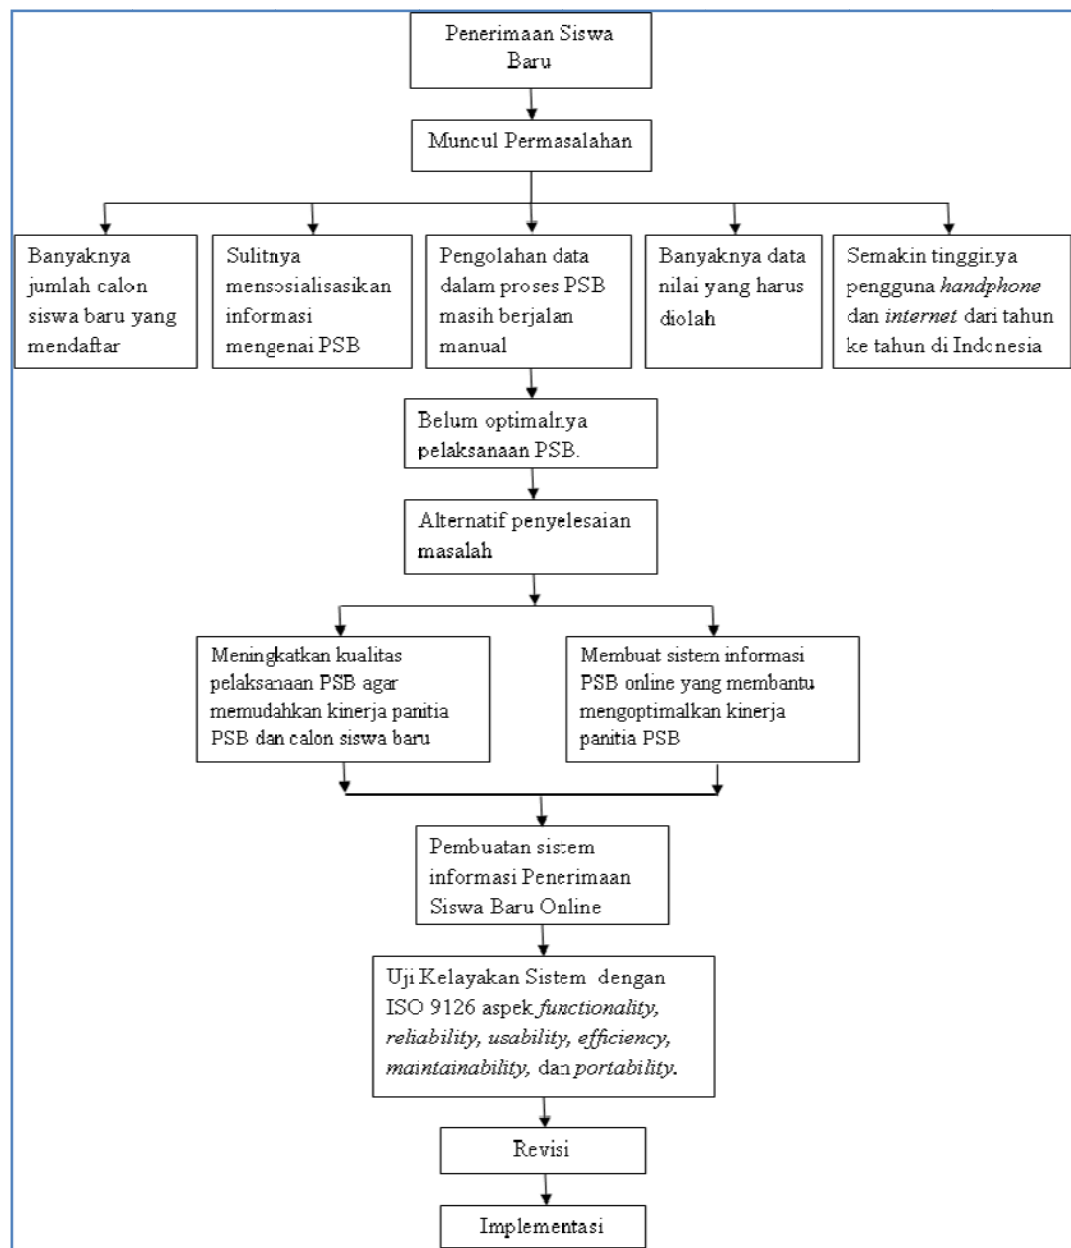 Penerimaan Siswa
Baru
Muncul Permasalahan
Banyaknya
jumlah calon
siswa baru yang
mendaftar
Sulitnya
mensosialisasikan
informasi
mengenai PSB
Pengolahan data
dalam proses PSB
masih berjalan
manual
Banyaknya data
nilai yang harus
diolah
Semakin tingginya
pengguna handphone
dan internet dari tahun
ke tahun di Indonesia
Belum optimalnya
pelaksanaan PSB.
Alternatif penyelesaian
masalah
Meningkatkan kualitas
pelaksanaan PSB agar
memudahkan kinerja panitia
PSB dan calon siswa baru
Membuat sistem informasi
PSB online yang membantu
mengoptimalkan kinerja
panitia PSB
Pembuatan sistem
informasi Penerimaan
Siswa Baru Online
Uji Kelayakan Sistem dengan
ISO 9126 aspek functionality,
reliability, usability, efficiency,
maintainability, dan portability.
Revisi
Implementasi